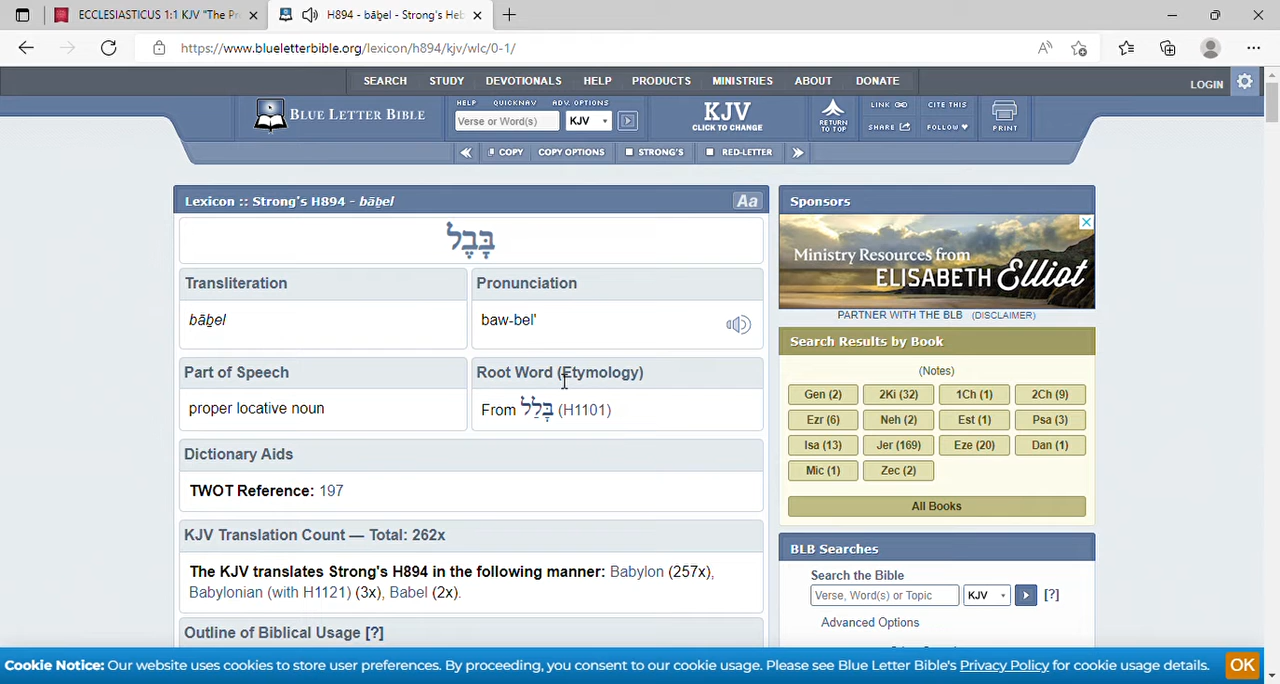 ECCLESIASTICUS 1:1 KJV "The Pr
H894 - bāḇel - Strong's Heb
https://www.blueletterbible.org/lexicon/h894/kjv/wlc/0-1/
SEARCH STUDY DEVOTIONALS HELP PRODUCTS MINISTRIES ABOUT DONATE
LOGIN
BLUE LETTER BIBLE
HELP QUICKNAV ADV. OPTIONS
Verse or Word(s) KJV
KJV
CLICK TO CHANGE
RETURN
TO TOP
LINK CITE THIS
SHARE FOLLOW
PRINT
COPY COPY OPTIONS STRONG'S RED-LETTER
Lexicon :: Strong's H894 - bāḇel
Aa
בָּבֶל
Transliteration
bāḇel
Pronunciation
baw-bel'
Part of Speech
proper locative noun
Root Word (Etymology)
From בָּלַל (H1101)
Dictionary Aids
TWOT Reference: 197
KJV Translation Count — Total: 262x
The KJV translates Strong's H894 in the following manner: Babylon (257x),
Babylonian (with H1121) (3x), Babel (2x).
Outline of Biblical Usage [?]
Sponsors
Ministry Resources from
ELISABETH Elliot
PARTNER WITH THE BLB (DISCLAIMER)
Search Results by Book
(Notes)
Gen (2) 2Ki (32) 1Ch (1) 2Ch (9)
Ezr (6) Neh (2) Est (1) Psa (3)
Isa (13) Jer (169) Eze (20) Dan (1)
Mic (1) Zec (2)
All Books
BLB Searches
Search the Bible
Verse, Word(s) or Topic KJV [?]
Advanced Options
Cookie Notice: Our website uses cookies to store user preferences. By proceeding, you consent to our cookie usage. Please see Blue Letter Bible's Privacy Policy for cookie usage details.
OK